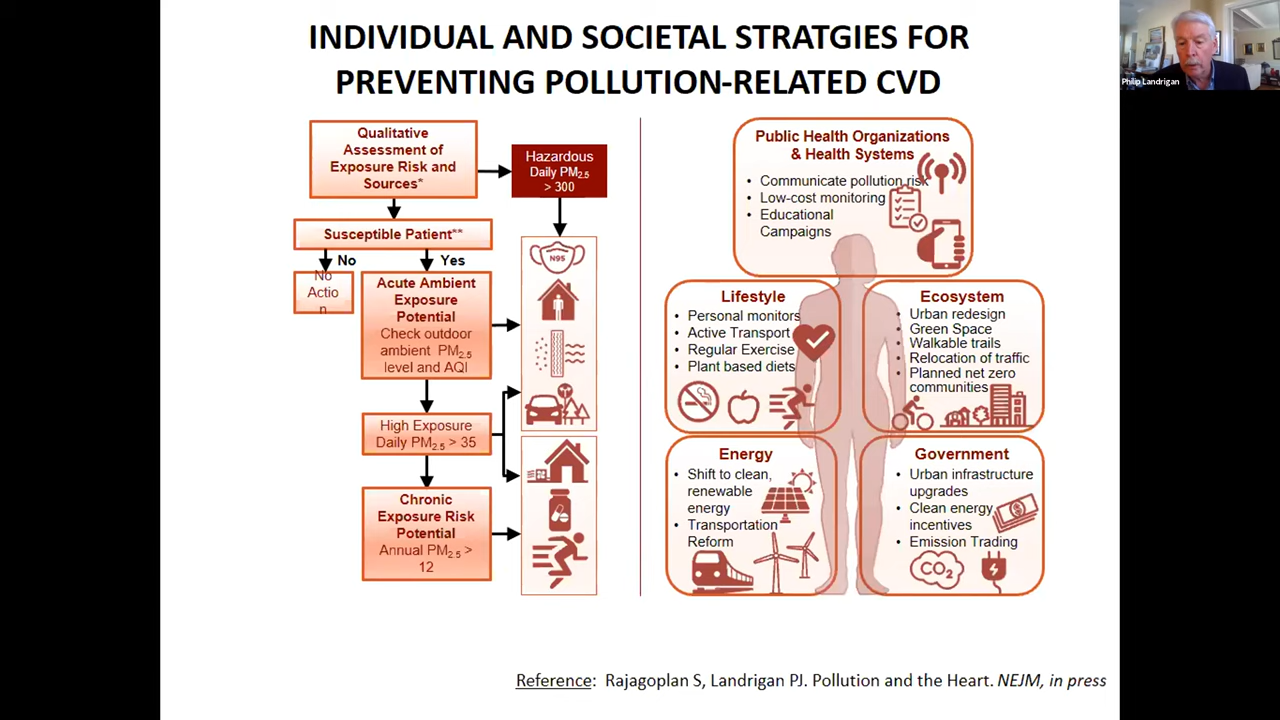 INDIVIDUAL AND SOCIETAL STRATGIES FOR
PREVENTING POLLUTION-RELATED CVD
Philip Landrigan
Qualitative
Assessment of
Exposure Risk and
Sources*
Hazardous
Daily PM2.5
> 300
Susceptible Patient**
No
Yes
No
Actio
n
Acute Ambient
Exposure
Potential
Check outdoor
ambient PM2.5
level and AQI
High Exposure
Daily PM2.5 > 35
Chronic
Exposure Risk
Potential
Annual PM2.5 >
12
N95
Public Health Organizations
& Health Systems
• Communicate pollution risk
• Low-cost monitoring
• Educational
Campaigns
Lifestyle
• Personal monitors
• Active Transport
• Regular Exercise
• Plant based diets
Ecosystem
• Urban redesign
• Green Space
• Walkable trails
• Relocation of traffic
• Planned net zero
communities
Energy
• Shift to clean,
renewable
energy
• Transportation
Reform
Government
• Urban infrastructure
upgrades
• Clean energy
incentives
• Emission Trading
$
CO2
Reference: Rajagoplan S, Landrigan PJ. Pollution and the Heart. NEJM, in press